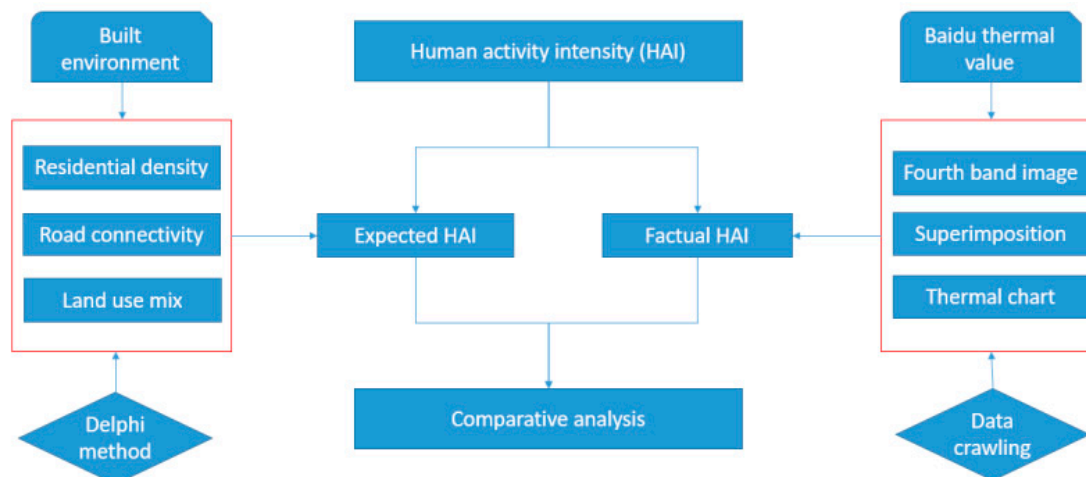 Built
environment
Human activity intensity (HAI)
Baidu thermal
value
Residential density
Road connectivity
Land use mix
Expected HAI
Factual HAI
Fourth band image
Superimposition
Thermal chart
Delphi
method
Comparative analysis
Data
crawling